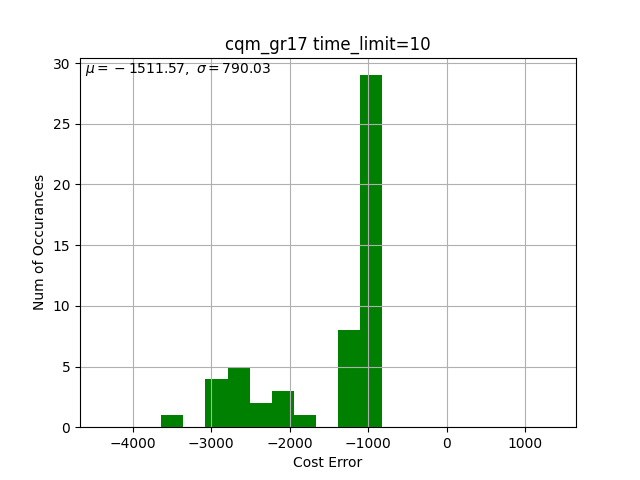 cqm_gr17 time_limit=10
μ = −1511.57, σ = 790.03
30
25
20
15
10
5
0
Num of Occurances
−4000 −3000 −2000 −1000 0 1000
Cost Error